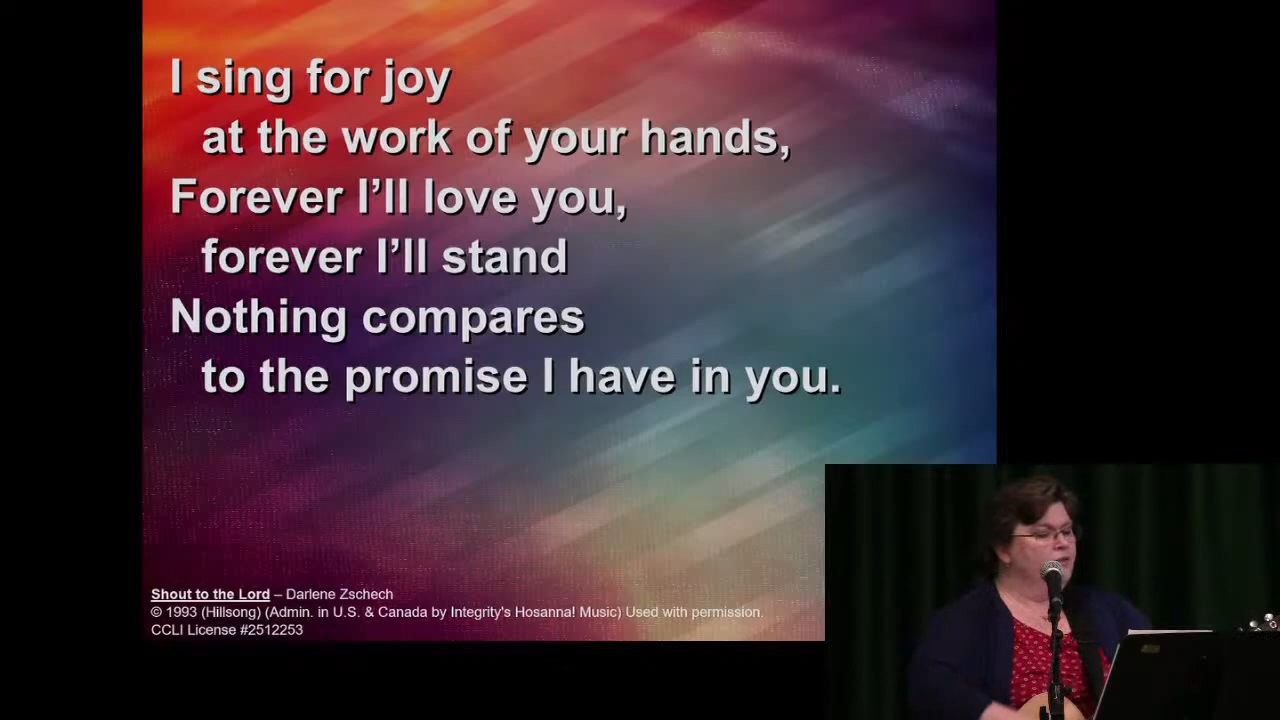 I sing for joy
at the work of your hands,
Forever I’ll love you,
forever I’ll stand
Nothing compares
to the promise I have in you.
Shout to the Lord – Darlene Zschech
© 1993 (Hillsong) (Admin. in U.S. & Canada by Integrity's Hosanna! Music) Used with permission.
CCLI License #2512253